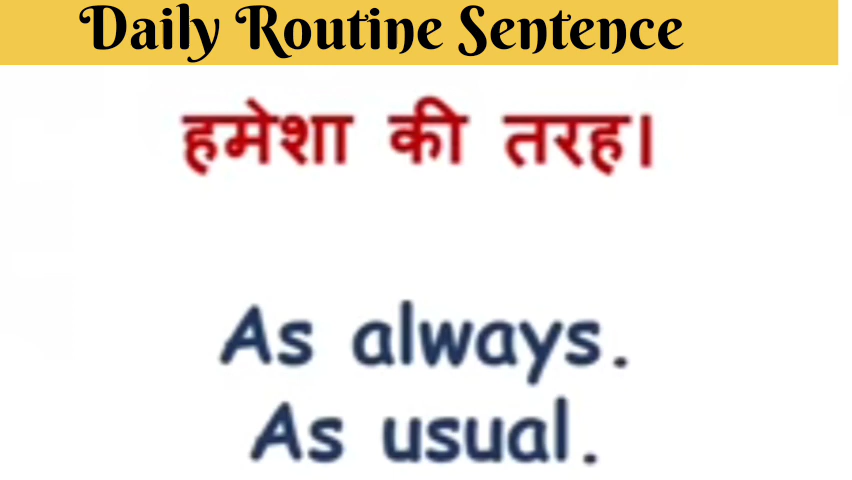 Daily Routine Sentence
हमेशा की तरह।
As always.
As usual.